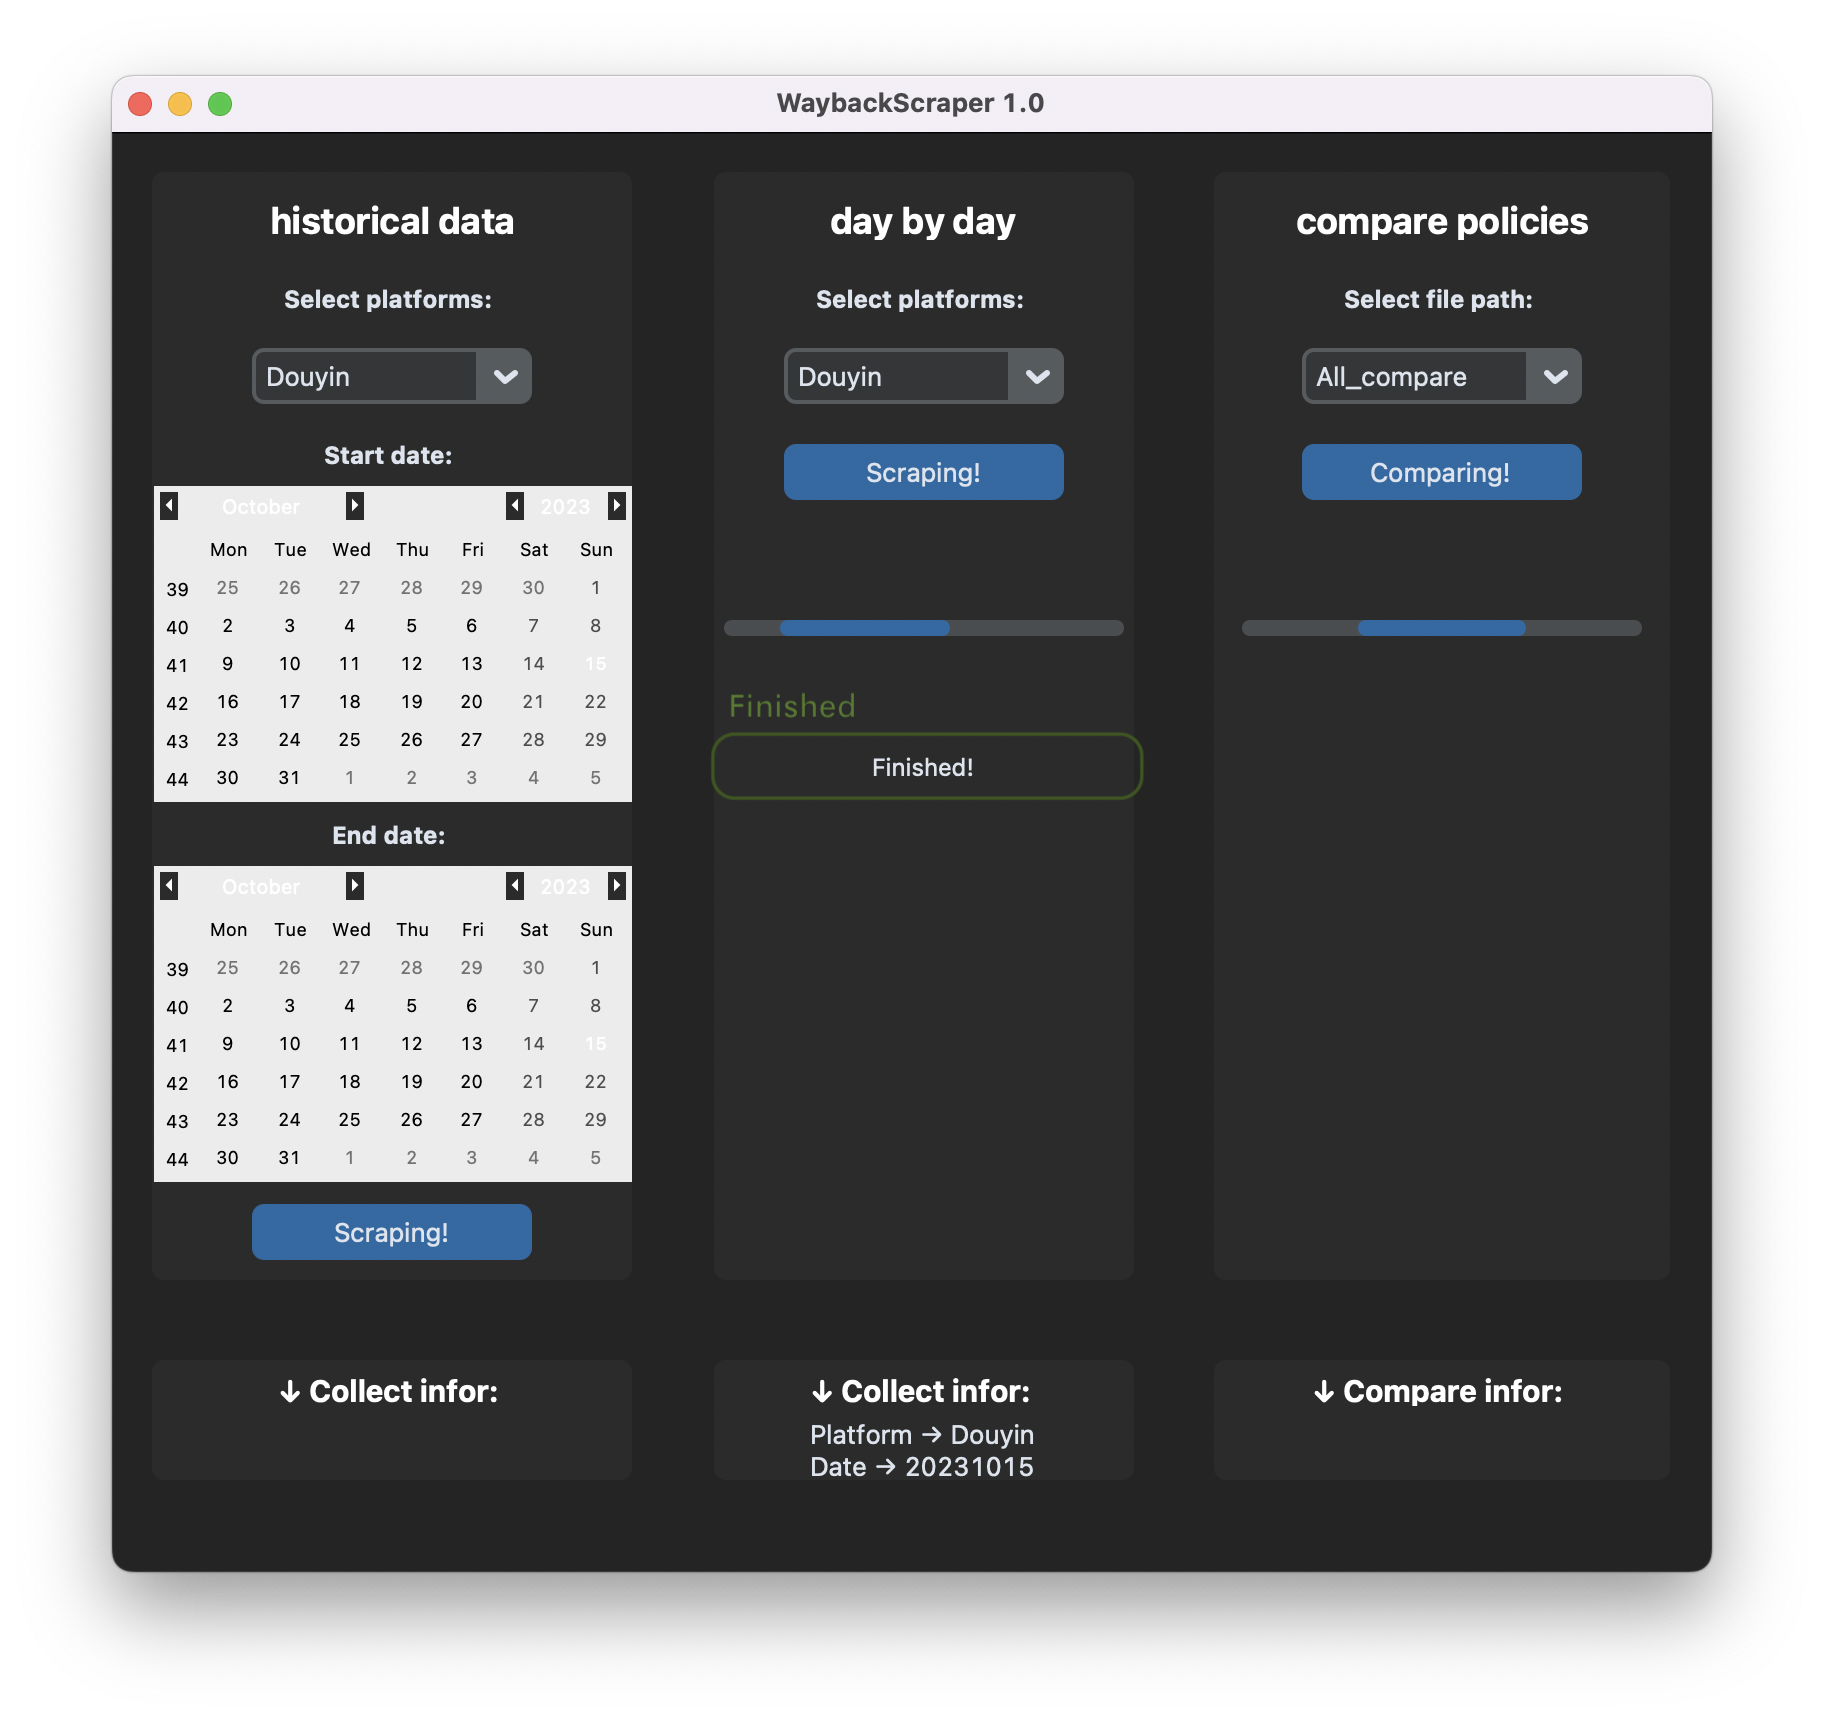 WaybackScraper 1.0
historical data
Select platforms:
Douyin
Start date:
October 2023
Mon Tue Wed Thu Fri Sat Sun
39 25 26 27 28 29 30 1
40 2 3 4 5 6 7 8
41 9 10 11 12 13 14 15
42 16 17 18 19 20 21 22
43 23 24 25 26 27 28 29
44 30 31 1 2 3 4 5
End date:
October 2023
Mon Tue Wed Thu Fri Sat Sun
39 25 26 27 28 29 30 1
40 2 3 4 5 6 7 8
41 9 10 11 12 13 14 15
42 16 17 18 19 20 21 22
43 23 24 25 26 27 28 29
44 30 31 1 2 3 4 5
Scraping!
↓ Collect infor:
day by day
Select platforms:
Douyin
Scraping!
Finished
Finished!
↓ Collect infor:
Platform → Douyin
Date → 20231015
compare policies
Select file path:
All_compare
Comparing!
↓ Compare infor: